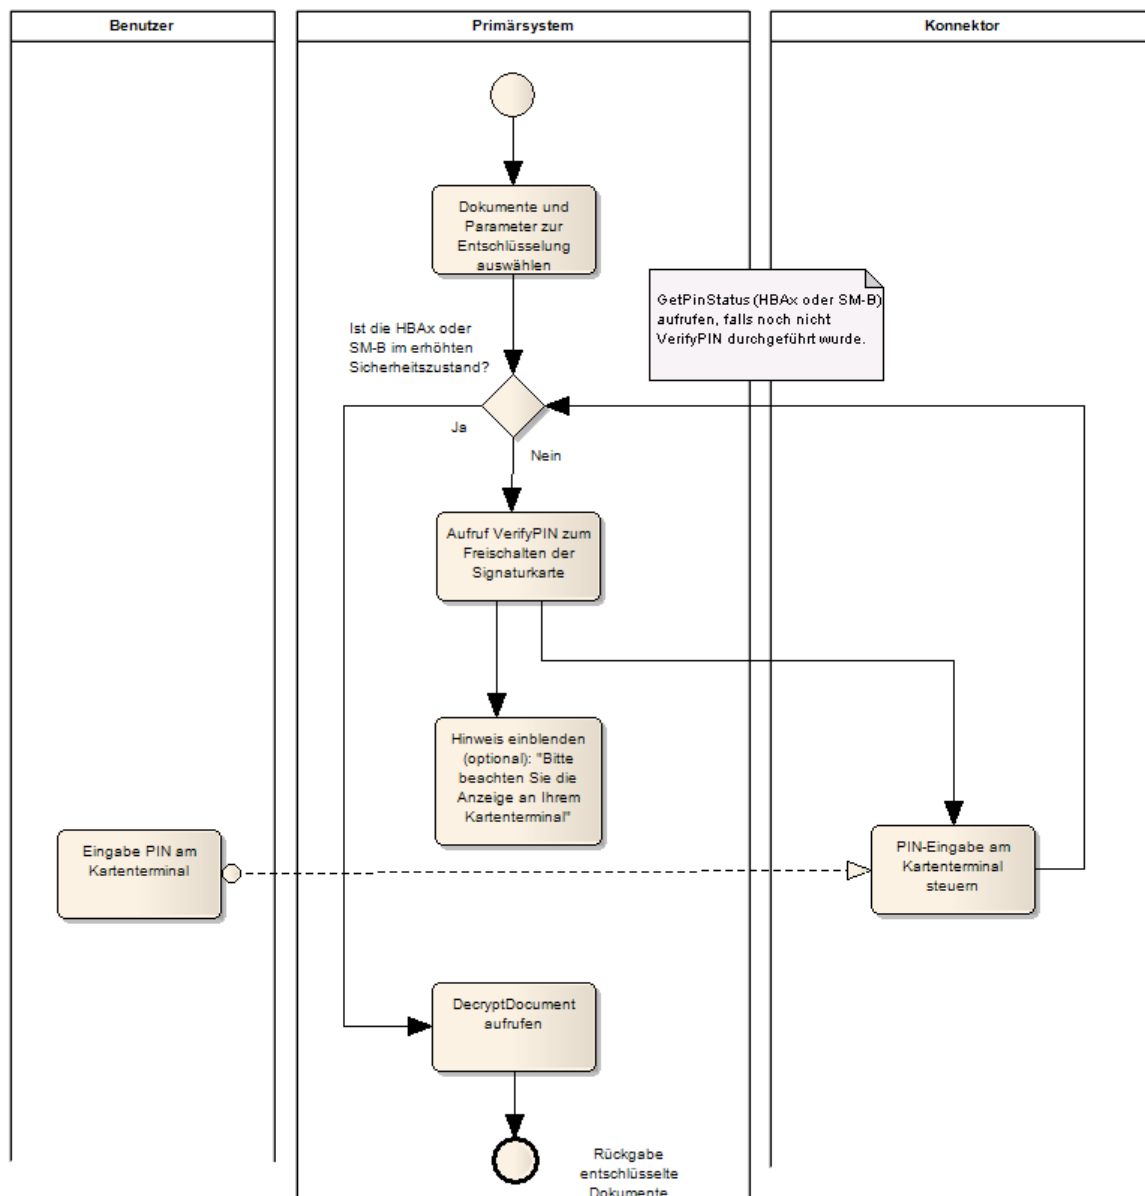 Benutzer
Primärsystem
Konnektor
Dokumente und
Parameter zur
Entschlüsselung
auswählen
GetPinStatus (HBAx oder SM-B)
aufrufen, falls noch nicht
VerifyPIN durchgeführt wurde.
Ist die HBAx oder
SM-B im erhöhten
Sicherheitszustand?
Ja
Nein
Aufruf VerifyPIN zum
Freischalten der
Signaturkarte
Hinweis einblenden
(optional): "Bitte
beachten Sie die
Anzeige an Ihrem
Kartenterminal"
Eingabe PIN am
Kartenterminal
PIN-Eingabe am
Kartenterminal
steuern
DecryptDocument
aufrufen
Rückgabe
entschlüsselte
Dokumente